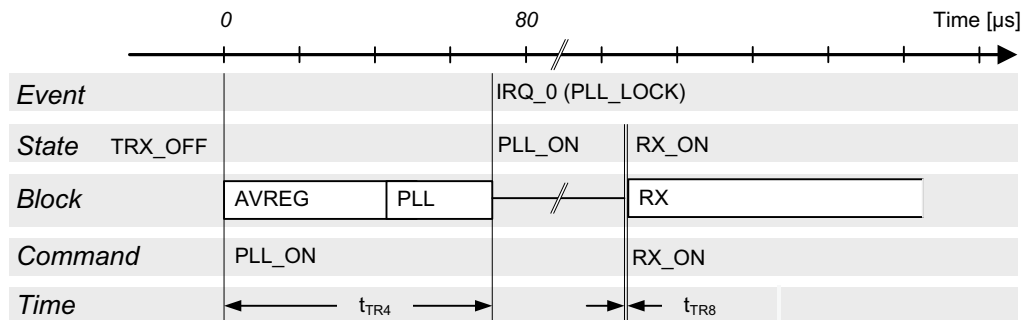 0 80 Time [µs]
Event IRQ_0 (PLL_LOCK)
State TRX_OFF PLL_ON RX_ON
Block AVREG PLL RX
Command PLL_ON RX_ON
Time tTR4 tTR8